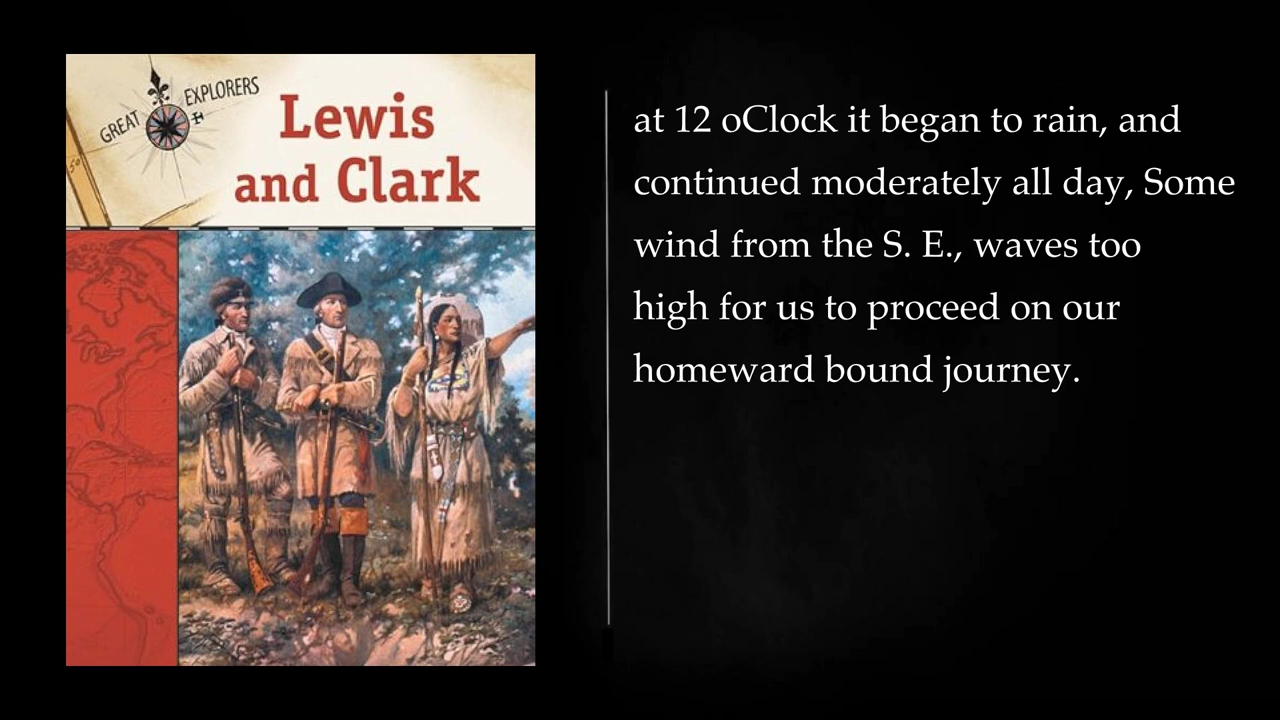 GREAT EXPLORERS
Lewis
and Clark
at 12 oClock it began to rain, and
continued moderately all day, Some
wind from the S. E., waves too
high for us to proceed on our
homeward bound journey.